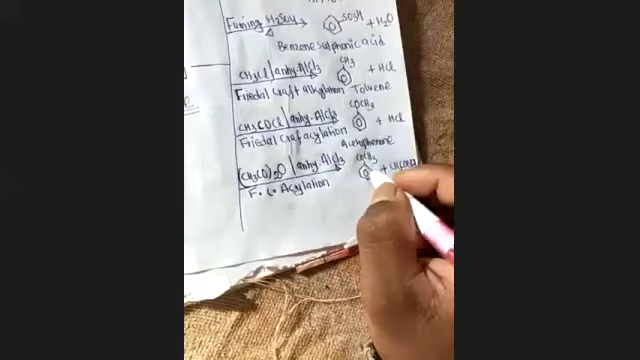 Fuming H2SO4
Δ
SO3H + H2O
Benzene sulphonic acid
CH3Cl | anhy. AlCl3
CH3
+ HCl
Friedal Craft alkylation Toluene
COCH3
CH3COCl | anhy. AlCl3
+ HCl
Friedal Craft acylation
Acetophenone
(CH3CO)2O | anhy. AlCl3
COCH3
F. C. Acylation